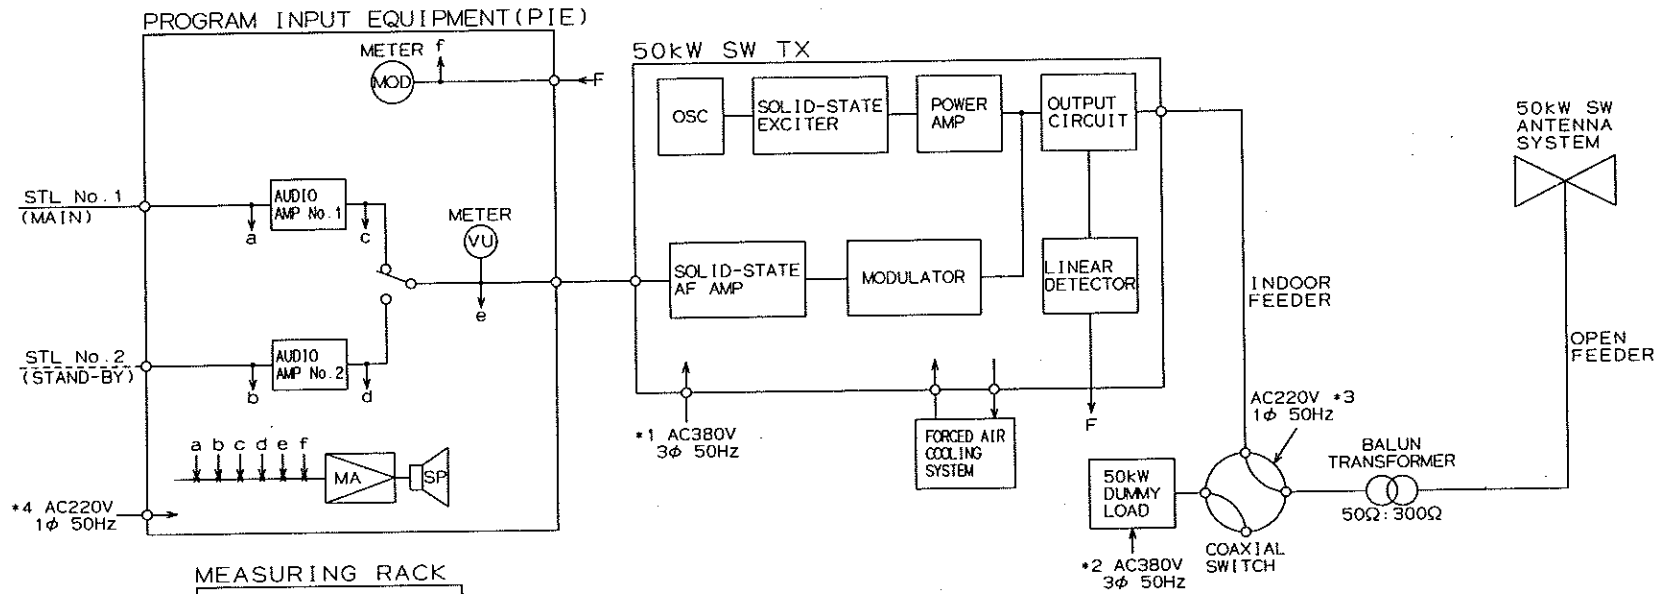 PROGRAM INPUT EQUIPMENT(PIE)
METER f
MOD
F
STL No.1
(MAIN)
AUDIO
AMP No.1
a
c
METER
VU
e
STL No.2
(STAND-BY)
AUDIO
AMP No.2
b
d
a b c d e f
MA
SP
*4 AC220V
1φ 50Hz
50kW SW TX
OSC
SOLID-STATE
EXCITER
POWER
AMP
OUTPUT
CIRCUIT
SOLID-STATE
AF AMP
MODULATOR
LINEAR
DETECTOR
F
*1 AC380V
3φ 50Hz
FORCED AIR
COOLING
SYSTEM
INDOOR
FEEDER
50kW SW
ANTENNA
SYSTEM
OPEN
FEEDER
AC220V *3
1φ 50Hz
BALUN
TRANSFORMER
50Ω:300Ω
50kW
DUMMY
LOAD
COAXIAL
SWITCH
*2 AC380V
3φ 50Hz
MEASURING RACK